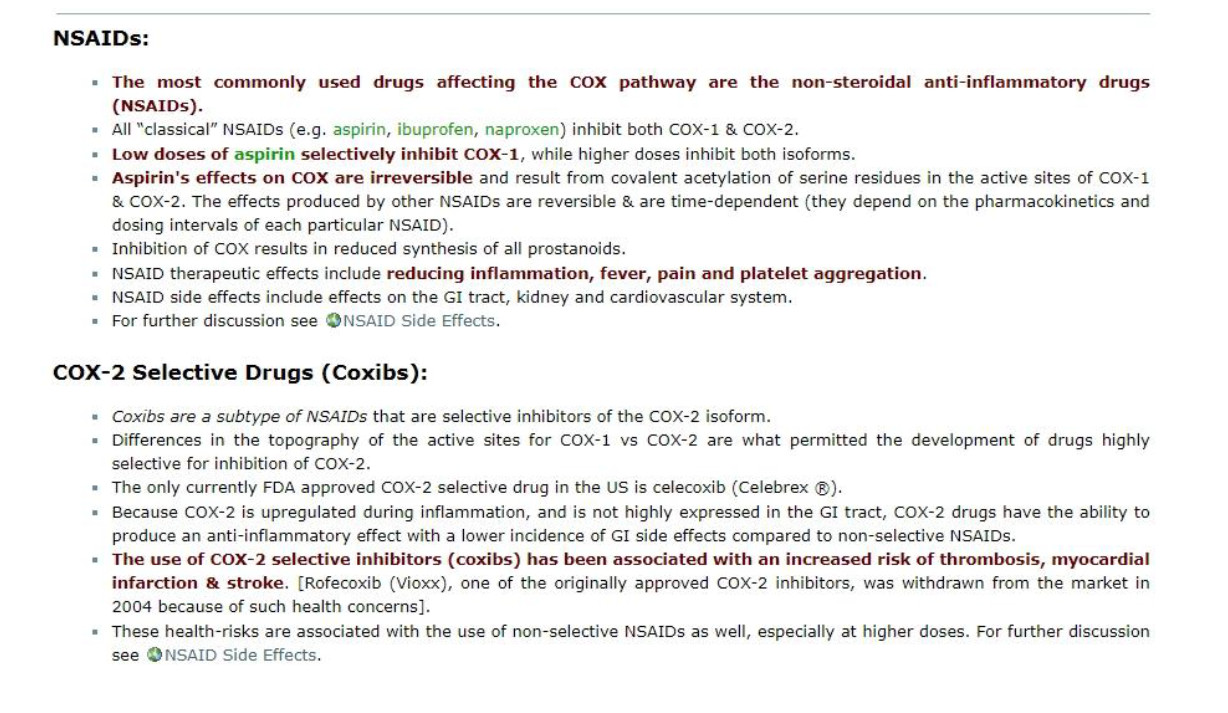 NSAIDs:
▪ The most commonly used drugs affecting the COX pathway are the non-steroidal anti-inflammatory drugs
(NSAIDs).
▪ All "classical" NSAIDs (e.g. aspirin, ibuprofen, naproxen) inhibit both COX-1 & COX-2.
▪ Low doses of aspirin selectively inhibit COX-1, while higher doses inhibit both isoforms.
▪ Aspirin's effects on COX are irreversible and result from covalent acetylation of serine residues in the active sites of COX-1
& COX-2. The effects produced by other NSAIDs are reversible & are time-dependent (they depend on the pharmacokinetics and
dosing intervals of each particular NSAID).
▪ Inhibition of COX results in reduced synthesis of all prostanoids.
▪ NSAID therapeutic effects include reducing inflammation, fever, pain and platelet aggregation.
▪ NSAID side effects include effects on the GI tract, kidney and cardiovascular system.
▪ For further discussion see NSAID Side Effects.
COX-2 Selective Drugs (Coxibs):
▪ Coxibs are a subtype of NSAIDs that are selective inhibitors of the COX-2 isoform.
▪ Differences in the topography of the active sites for COX-1 vs COX-2 are what permitted the development of drugs highly
selective for inhibition of COX-2.
▪ The only currently FDA approved COX-2 selective drug in the US is celecoxib (Celebrex ®).
▪ Because COX-2 is upregulated during inflammation, and is not highly expressed in the GI tract, COX-2 drugs have the ability to
produce an anti-inflammatory effect with a lower incidence of GI side effects compared to non-selective NSAIDs.
▪ The use of COX-2 selective inhibitors (coxibs) has been associated with an increased risk of thrombosis, myocardial
infarction & stroke. [Rofecoxib (Vioxx), one of the originally approved COX-2 inhibitors, was withdrawn from the market in
2004 because of such health concerns].
▪ These health-risks are associated with the use of non-selective NSAIDs as well, especially at higher doses. For further discussion
see NSAID Side Effects.